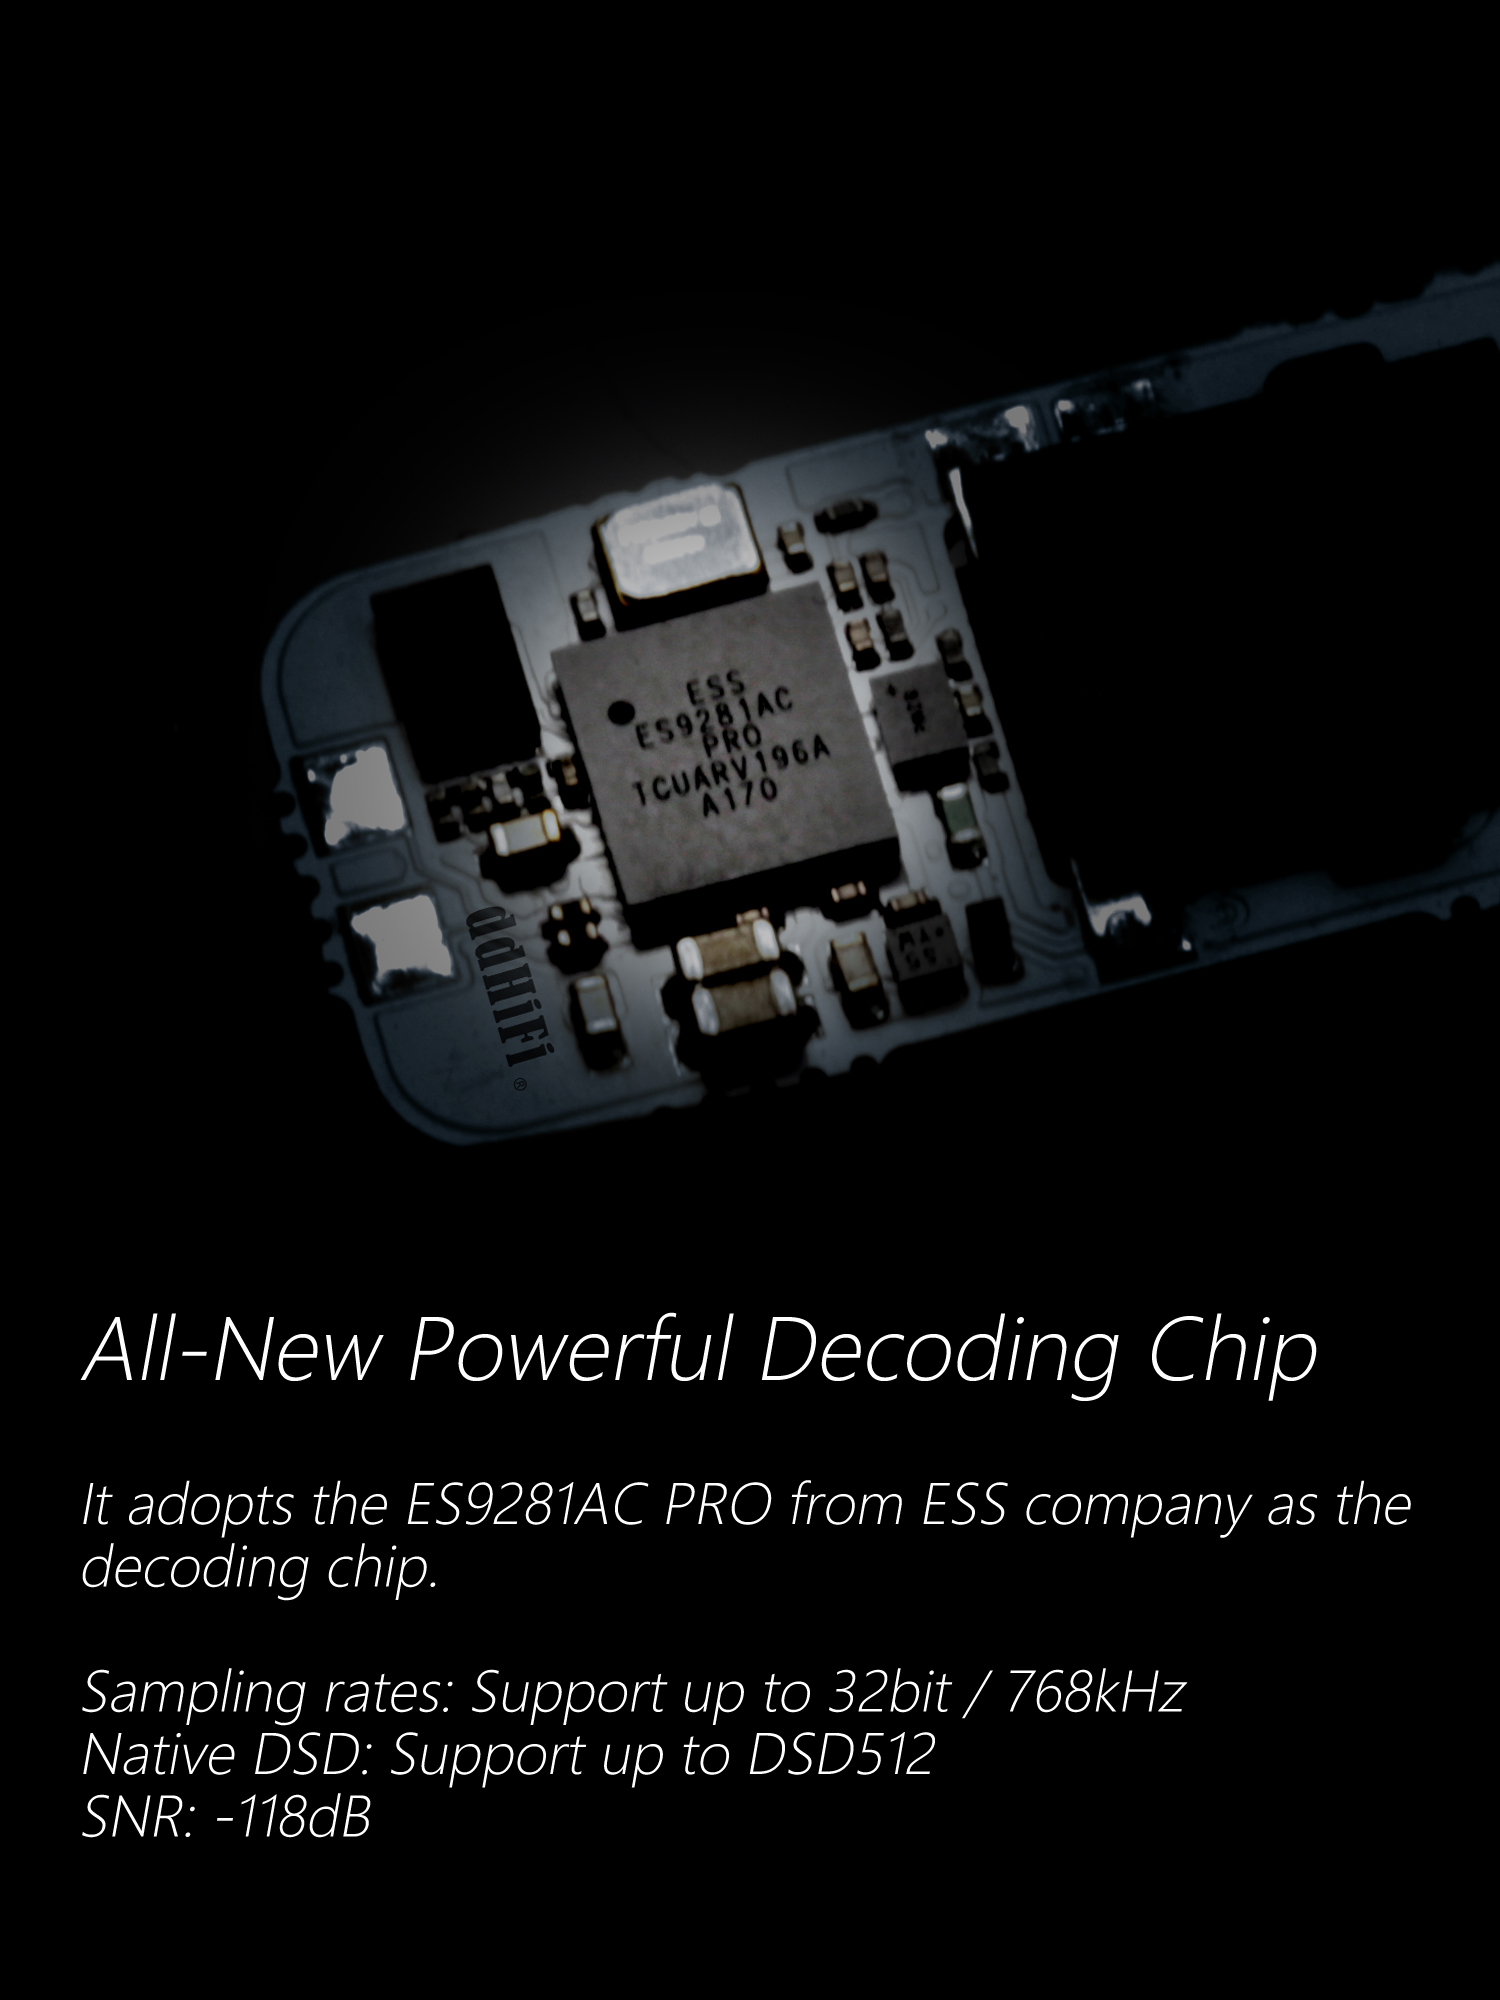 ESS
ES9281AC
PRO
1CUARV196A
A170
ddHiFi®
All-New Powerful Decoding Chip
It adopts the ES9281AC PRO from ESS company as the
decoding chip.
Sampling rates: Support up to 32bit / 768kHz
Native DSD: Support up to DSD512
SNR: -118dB